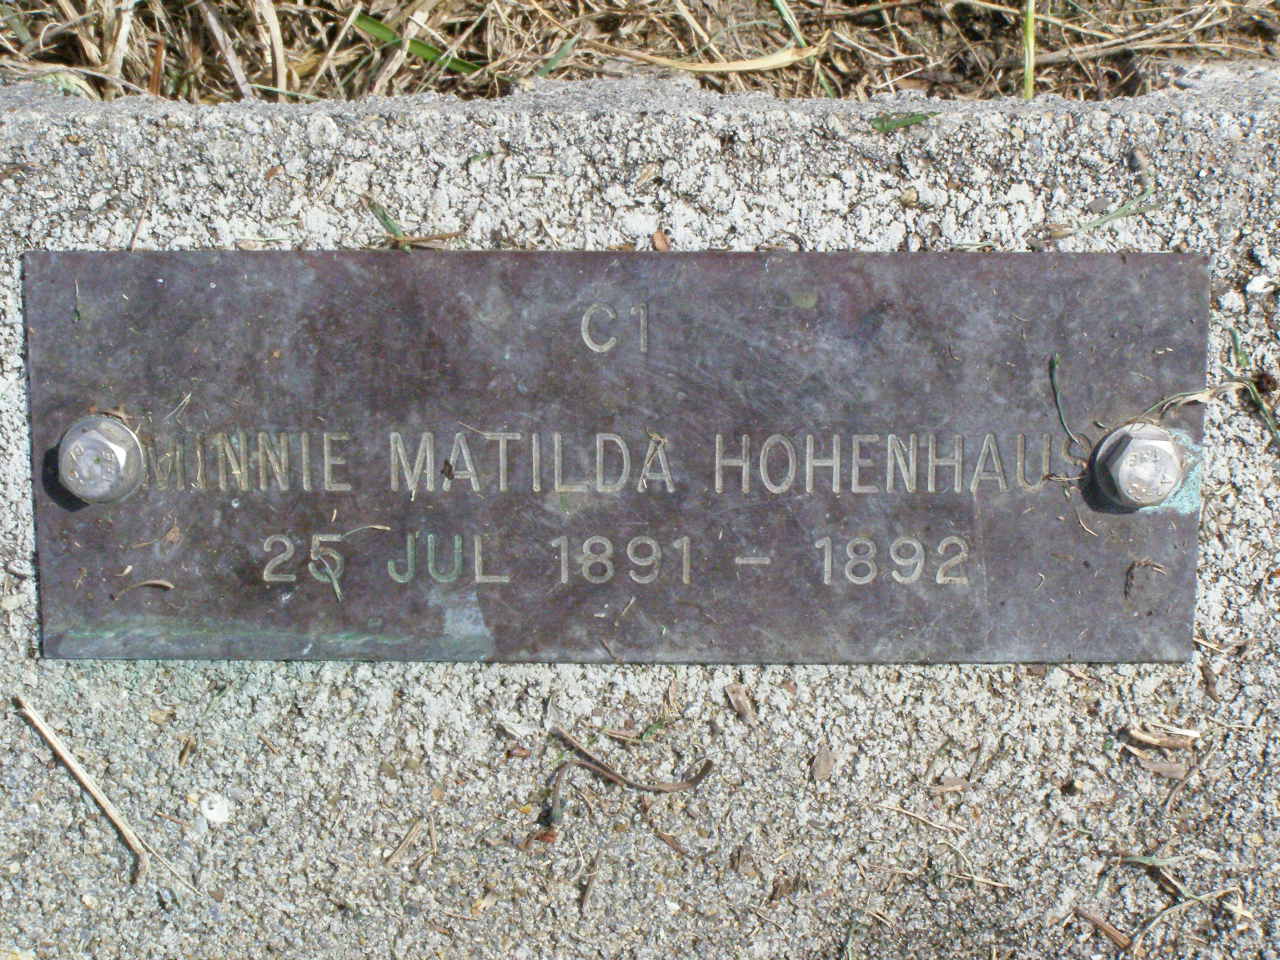 C1
MINNIE MATILDA HOHENHAUS
25 JUL 1891 - 1892